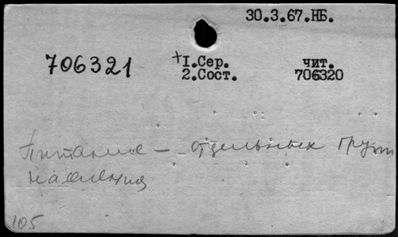 30.3.67.НБ.
706321
+1.Сер. чит.
2.Сост. 706320
Питание – отдельных групп
населения
105